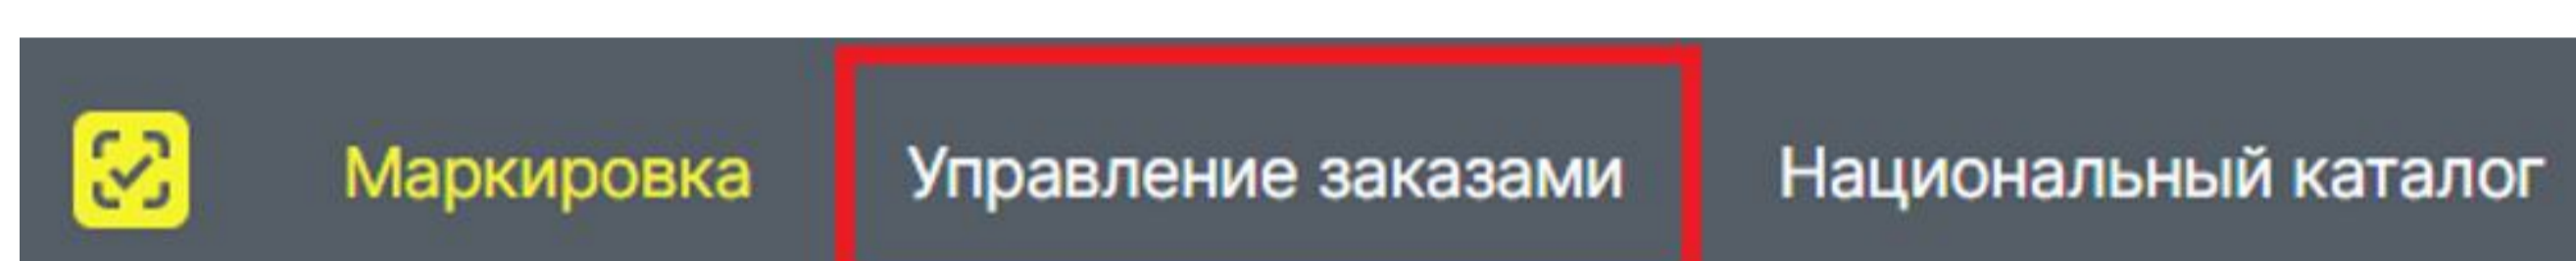 Маркировка Управление заказами Национальный каталог